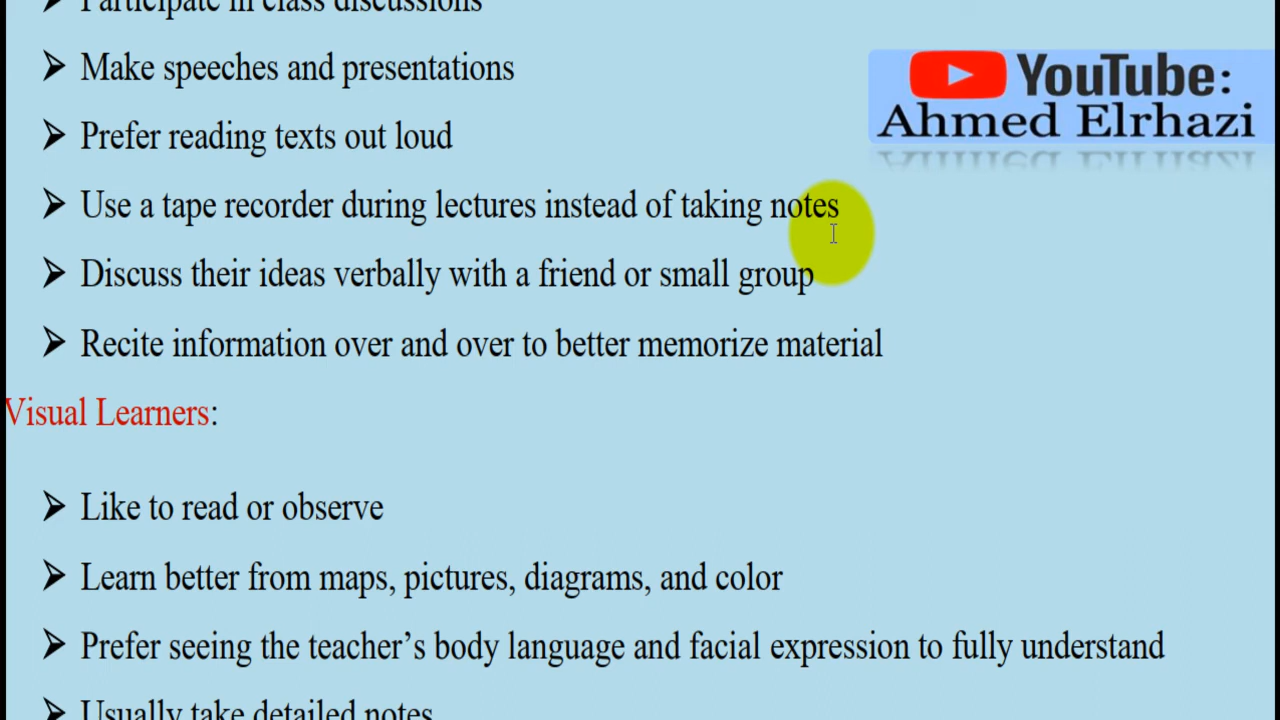 Participate in class discussions
Make speeches and presentations
YouTube:
Ahmed Elrhazi
Prefer reading texts out loud
Use a tape recorder during lectures instead of taking notes
Discuss their ideas verbally with a friend or small group
Recite information over and over to better memorize material
Visual Learners:
Like to read or observe
Learn better from maps, pictures, diagrams, and color
Prefer seeing the teacher’s body language and facial expression to fully understand
Usually take detailed notes